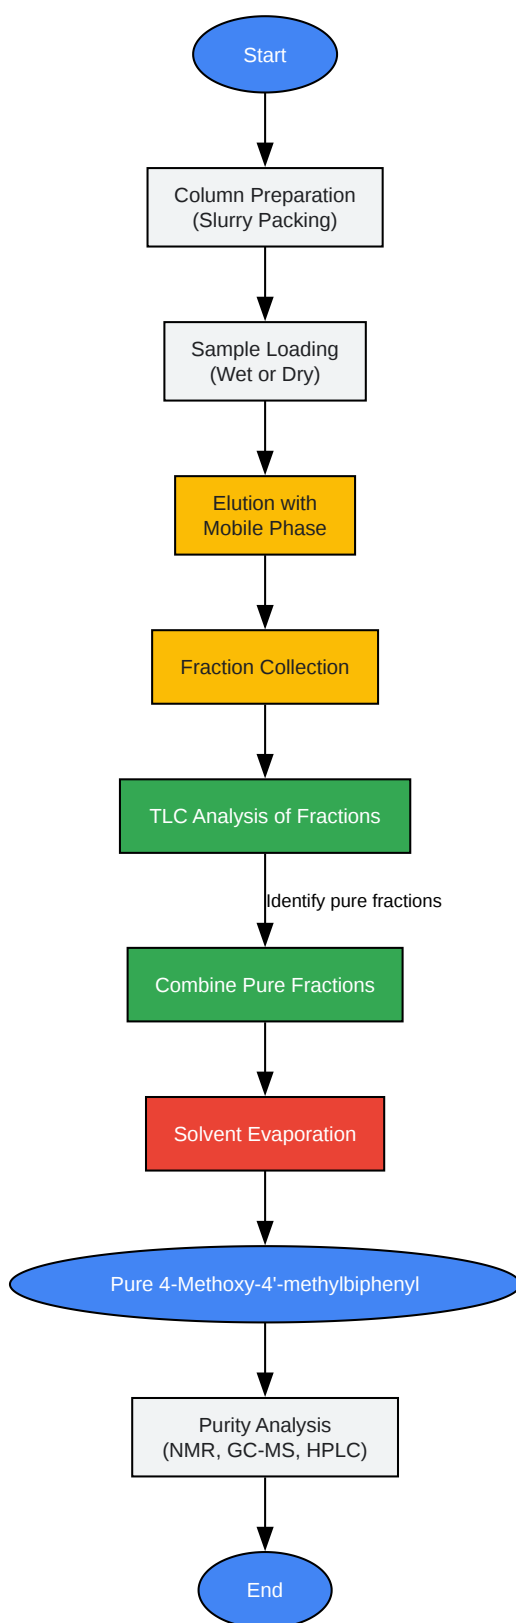 Start
Column Preparation
(Slurry Packing)
Sample Loading
(Wet or Dry)
Elution with
Mobile Phase
Fraction Collection
TLC Analysis of Fractions
Identify pure fractions
Combine Pure Fractions
Solvent Evaporation
Pure 4-Methoxy-4'-methylbiphenyl
Purity Analysis
(NMR, GC-MS, HPLC)
End